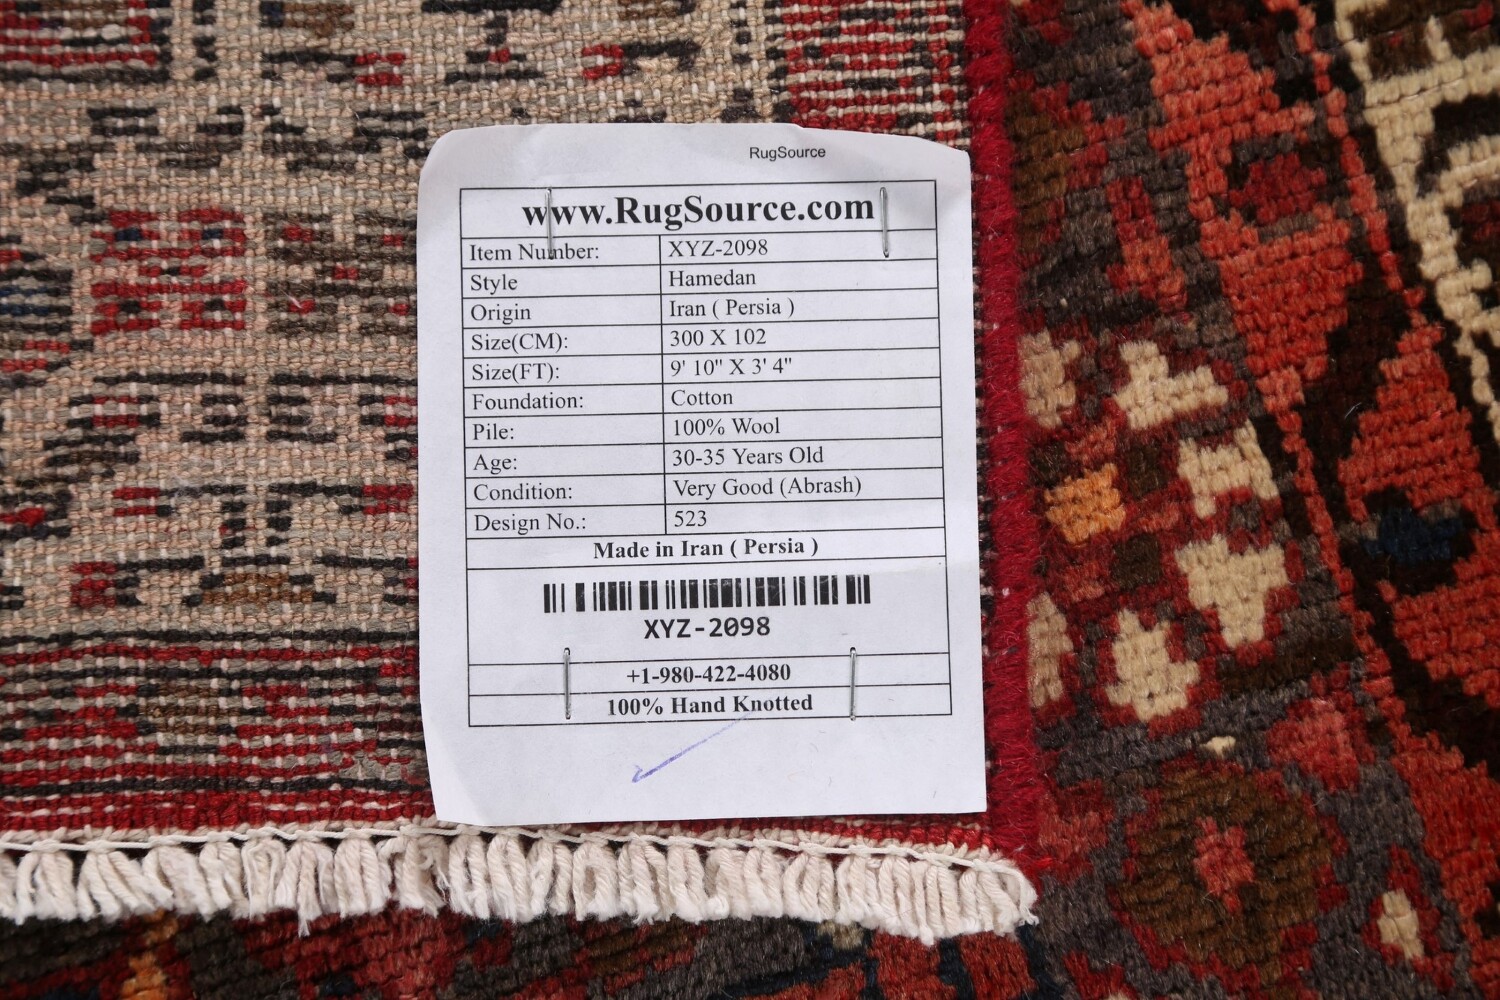 RugSource
www.RugSource.com
Item Number: XYZ-2098
Style Hamedan
Origin Iran ( Persia )
Size(CM): 300 X 102
Size(FT): 9' 10" X 3' 4"
Foundation: Cotton
Pile: 100% Wool
Age: 30-35 Years Old
Condition: Very Good (Abrash)
Design No.: 523
Made in Iran ( Persia )
XYZ-2098
+1-980-422-4080
100% Hand Knotted